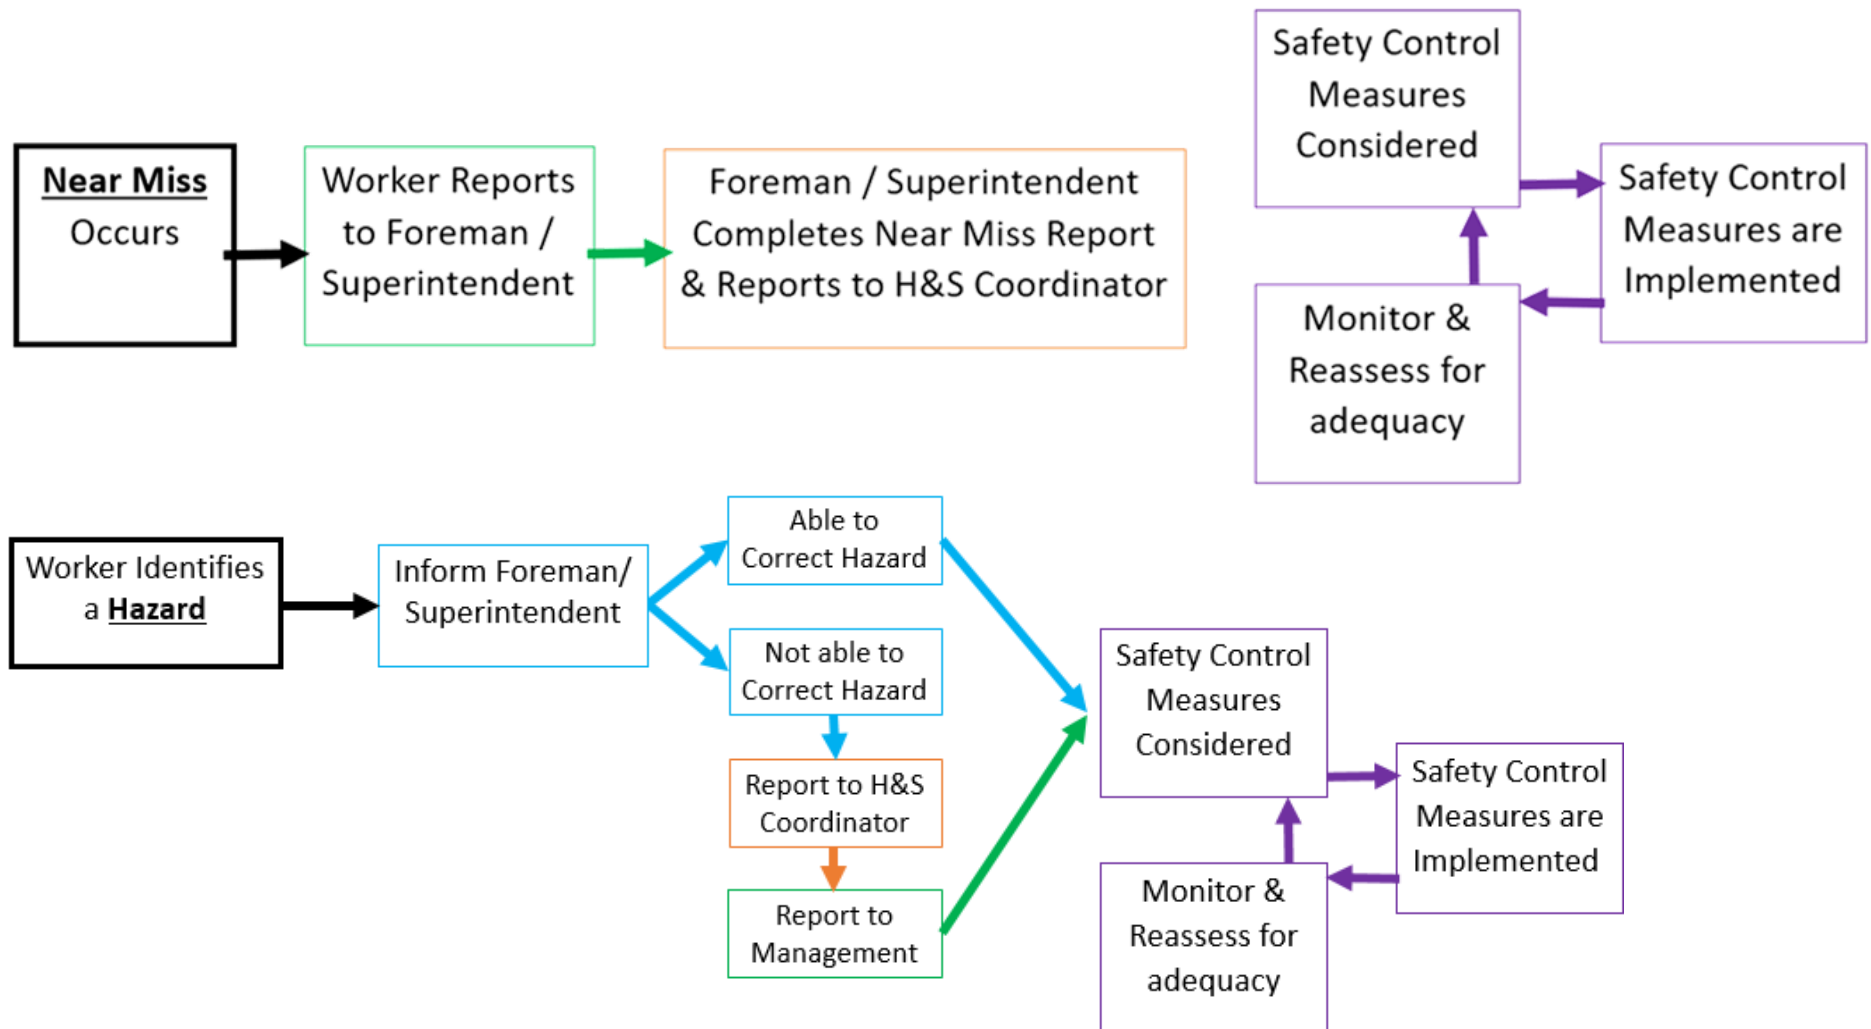 Near Miss
Occurs
Worker Reports
to Foreman /
Superintendent
Foreman / Superintendent
Completes Near Miss Report
& Reports to H&S Coordinator
Safety Control
Measures
Considered
Safety Control
Measures are
Implemented
Monitor &
Reassess for
adequacy
Worker Identifies
a Hazard
Inform Foreman/
Superintendent
Able to
Correct Hazard
Not able to
Correct Hazard
Report to H&S
Coordinator
Report to
Management
Safety Control
Measures
Considered
Safety Control
Measures are
Implemented
Monitor &
Reassess for
adequacy